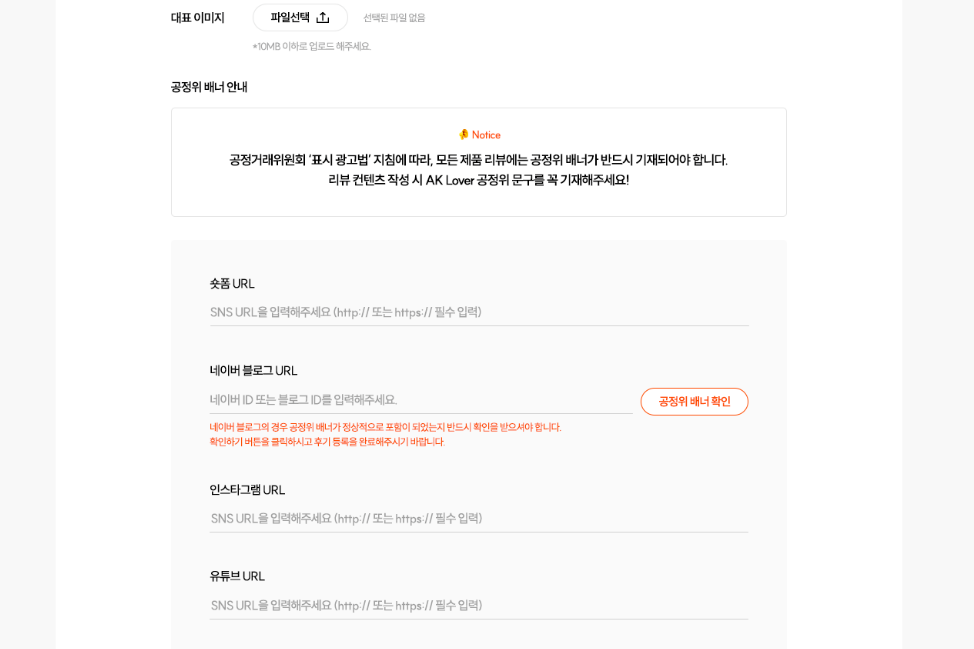 대표 이미지
파일선택
선택된 파일 없음
*10MB 이하로 업로드 해주세요.
공정위 배너 안내
Notice
공정거래위원회 '표시 광고법' 지침에 따라, 모든 제품 리뷰에는 공정위 배너가 반드시 기재되어야 합니다.
리뷰 컨텐츠 작성 시 AK Lover 공정위 문구를 꼭 기재해주세요!
숏폼 URL
SNS URL을 입력해주세요 (http:// 또는 https:// 필수 입력)
네이버 블로그 URL
네이버 ID 또는 블로그 ID를 입력해주세요.
공정위 배너 확인
네이버 블로그의 경우 공정위 배너가 정상적으로 포함이 되었는지 반드시 확인을 받으셔야 합니다.
확인하기 버튼을 클릭하시고 후기 등록을 완료해주시기 바랍니다.
인스타그램 URL
SNS URL을 입력해주세요 (http:// 또는 https:// 필수 입력)
유튜브 URL
SNS URL을 입력해주세요 (http:// 또는 https:// 필수 입력)